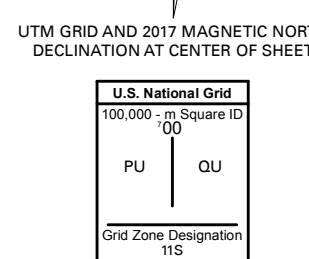 UTM GRID AND 2017 MAGNETIC NORT
DECLINATION AT CENTER OF SHEET
U.S. National Grid
100,000 - m Square ID
⁷00
PU QU
Grid Zone Designation
11S